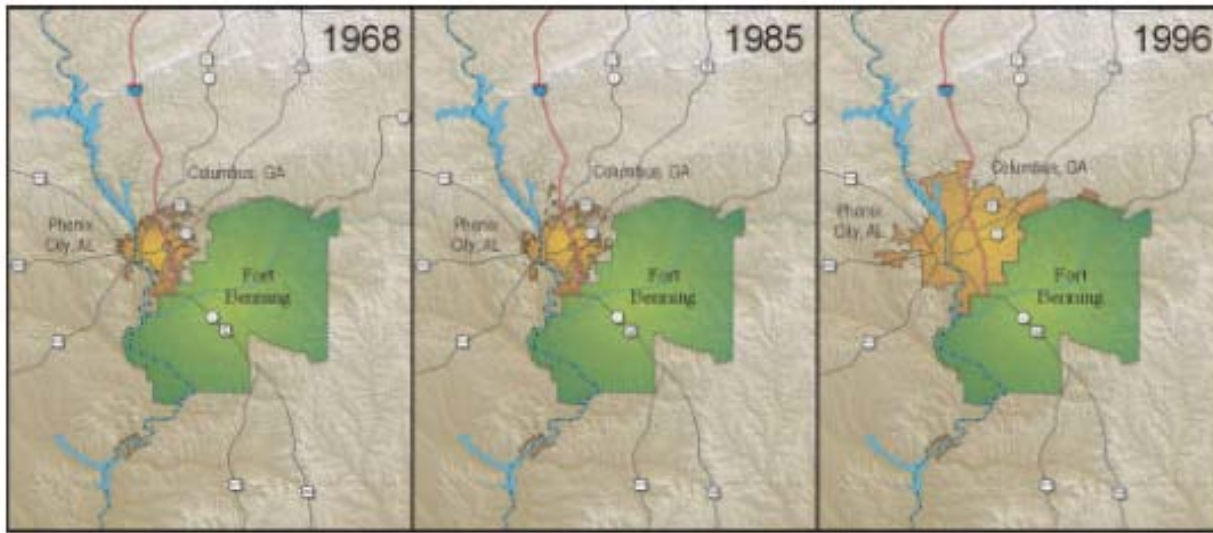 1968
Columbus, GA
Phenix
City, AL
Fort
Benning
1985
Columbus, GA
Phenix
City, AL
Fort
Benning
1996
Columbus, GA
Phenix
City, AL
Fort
Benning